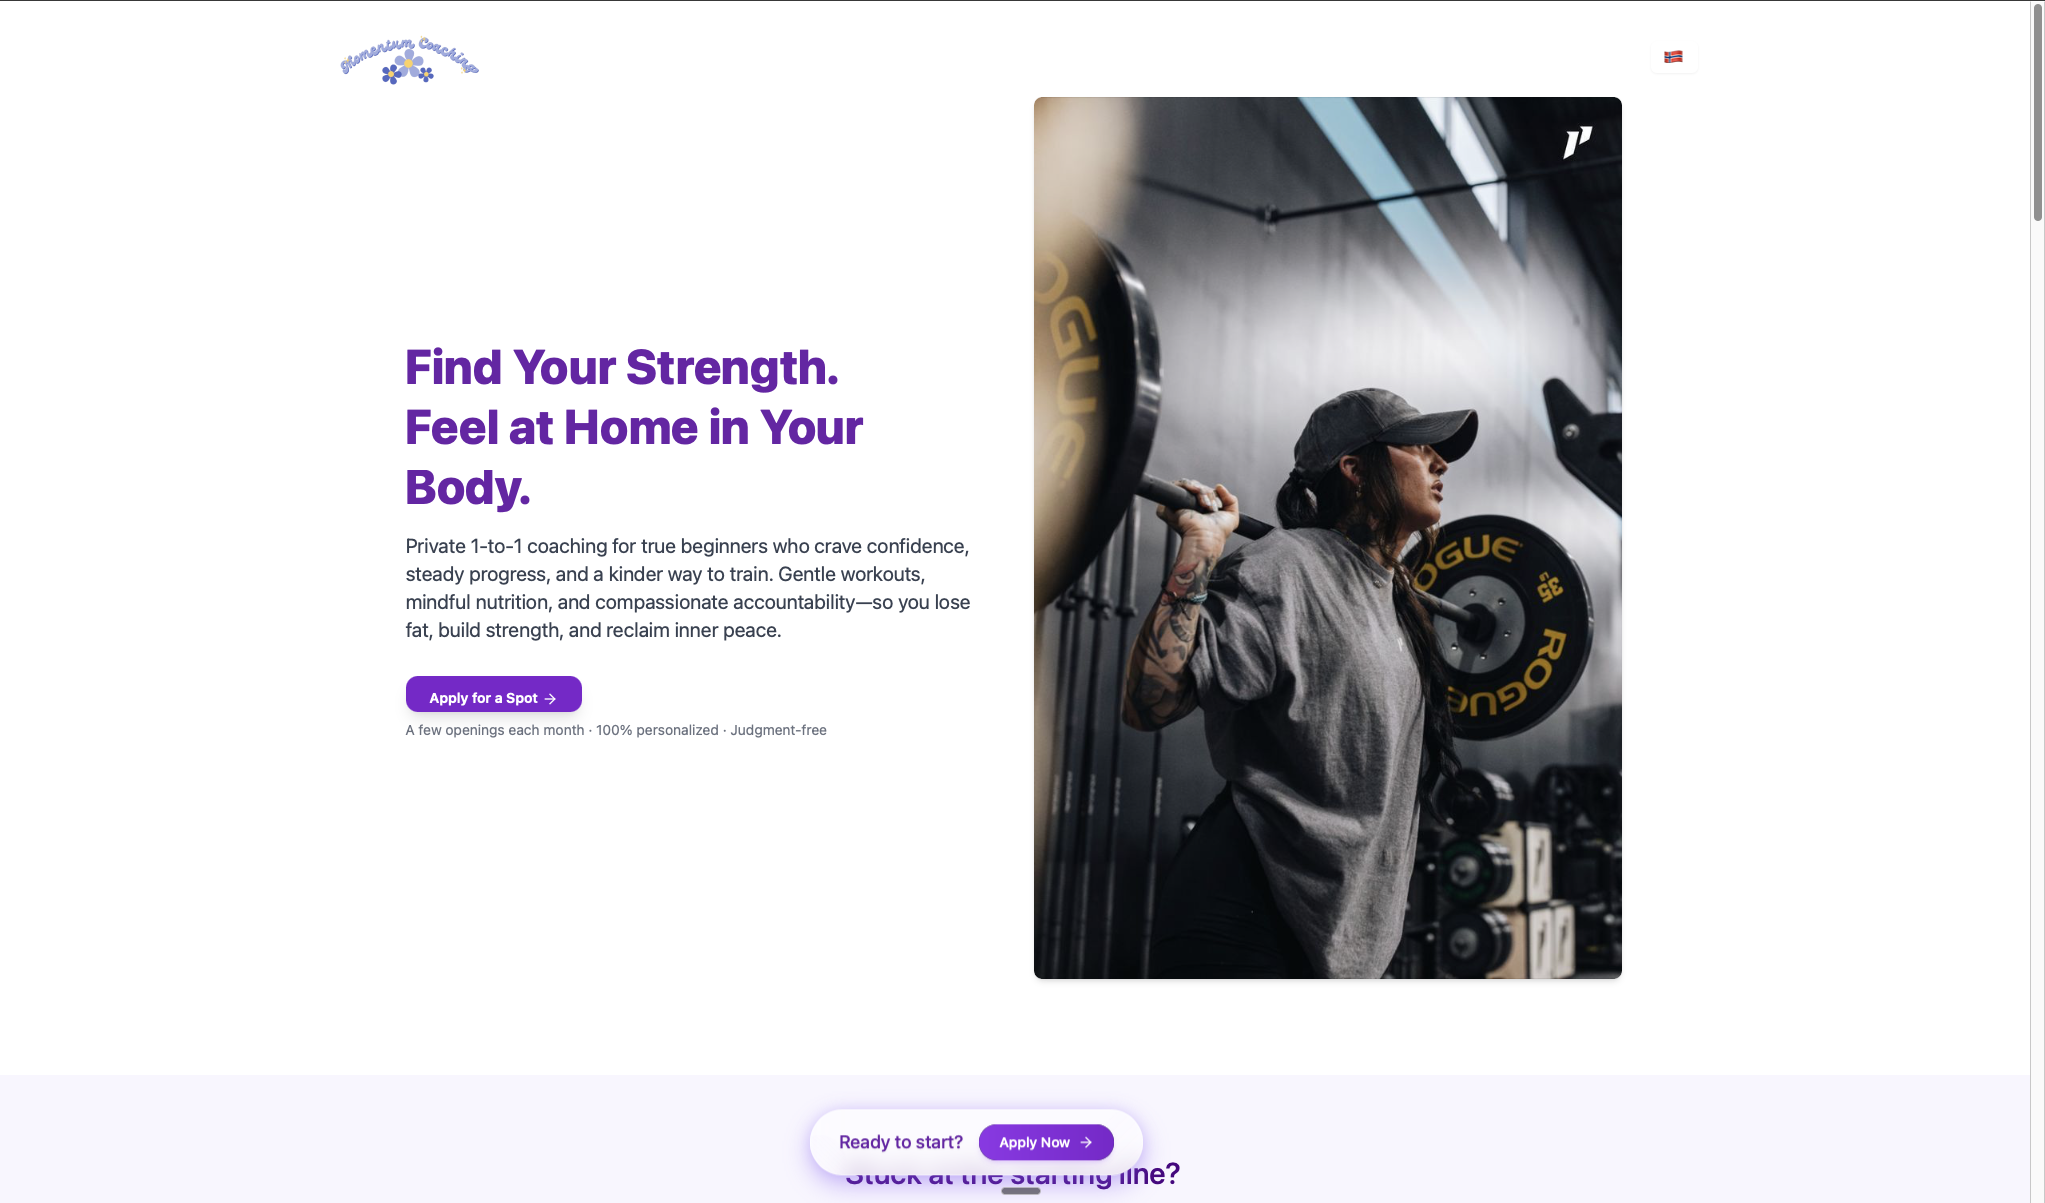 Momentum Coaching
Find Your Strength.
Feel at Home in Your
Body.
Private 1-to-1 coaching for true beginners who crave confidence,
steady progress, and a kinder way to train. Gentle workouts,
mindful nutrition, and compassionate accountability—so you lose
fat, build strength, and reclaim inner peace.
Apply for a Spot →
A few openings each month · 100% personalized · Judgment-free
ROGUE
ROGUE
35
ROGUE
Ready to start?
Apply Now →
Stuck at the starting line?